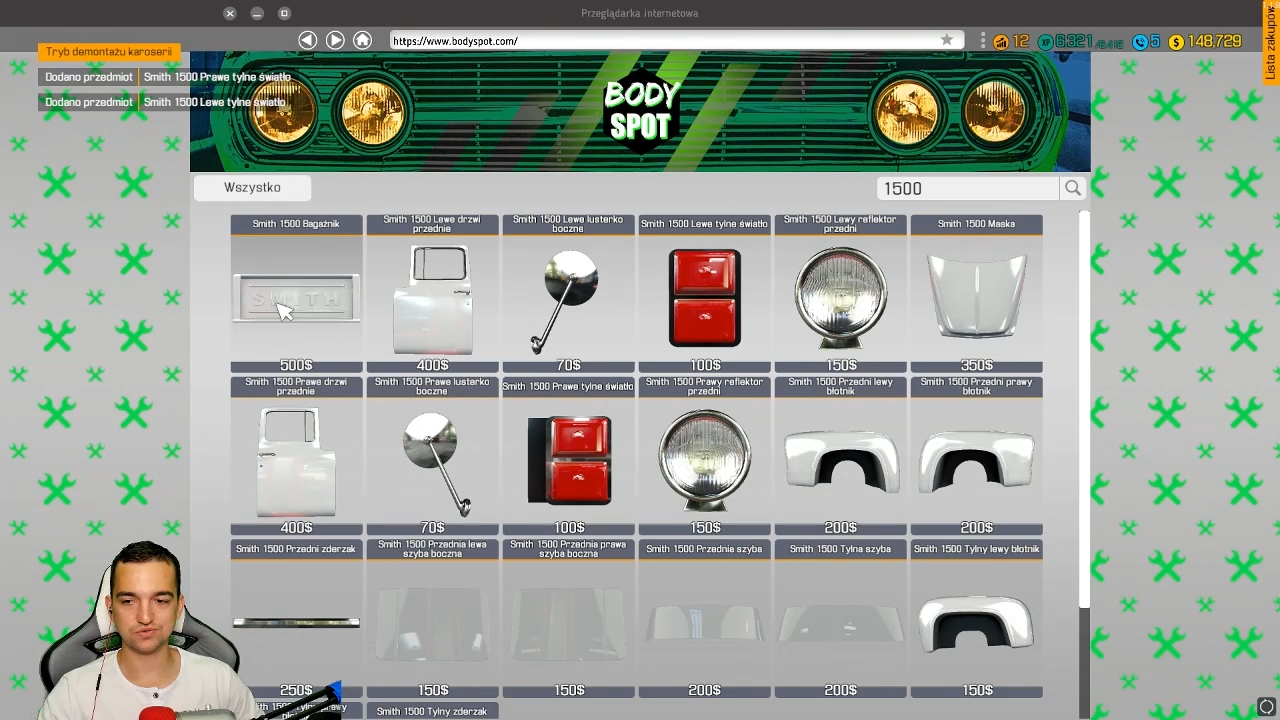 Przeglądarka internetowa
https://www.bodyspot.com/
12
XP 6,321
5
$ 148,729
Lista zakupów
Tryb demontażu karoserii
Dodano przedmiot Smith 1500 Prawe tylne światło
Dodano przedmiot Smith 1500 Lewe tylne światło
BODY
SPOT
Wszystko
1500
Smith 1500 Bagażnik
Smith 1500 Lewe drzwi
przednie
Smith 1500 Lewe lusterko
boczne
Smith 1500 Lewe tylne światło
Smith 1500 Lewy reflektor
przedni
Smith 1500 Maska
SMITH
500$
400$
70$
100$
150$
350$
Smith 1500 Prawe drzwi
przednie
Smith 1500 Prawe lusterko
boczne
Smith 1500 Prawe tylne światło
Smith 1500 Prawy reflektor
przedni
Smith 1500 Przedni lewy
błotnik
Smith 1500 Przedni prawy
błotnik
400$
70$
100$
150$
200$
200$
Smith 1500 Przedni zderzak
Smith 1500 Przednia lewa
szyba boczna
Smith 1500 Przednia prawa
szyba boczna
Smith 1500 Przednia szyba
Smith 1500 Tylna szyba
Smith 1500 Tylny lewy błotnik
250$
150$
150$
200$
200$
150$
Smith 1500 Tylny zderzak